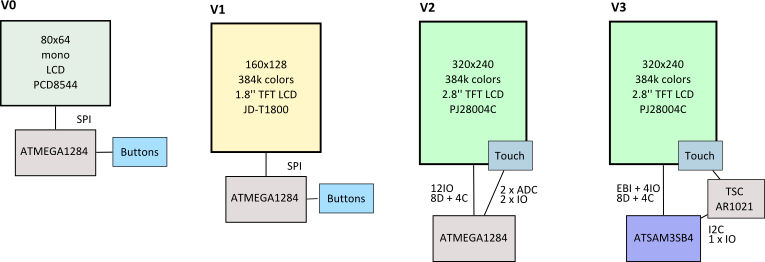 V0
80x64
mono
LCD
PCD8544
SPI
ATMEGA1284
Buttons
V1
160x128
384k colors
1.8'' TFT LCD
JD-T1800
SPI
ATMEGA1284
Buttons
V2
320x240
384k colors
2.8'' TFT LCD
PJ28004C
Touch
12IO
8D + 4C
2 x ADC
2 x IO
ATMEGA1284
V3
320x240
384k colors
2.8'' TFT LCD
PJ28004C
Touch
EBI + 4IO
8D + 4C
TSC
AR1021
I2C
1 x IO
ATSAM3SB4